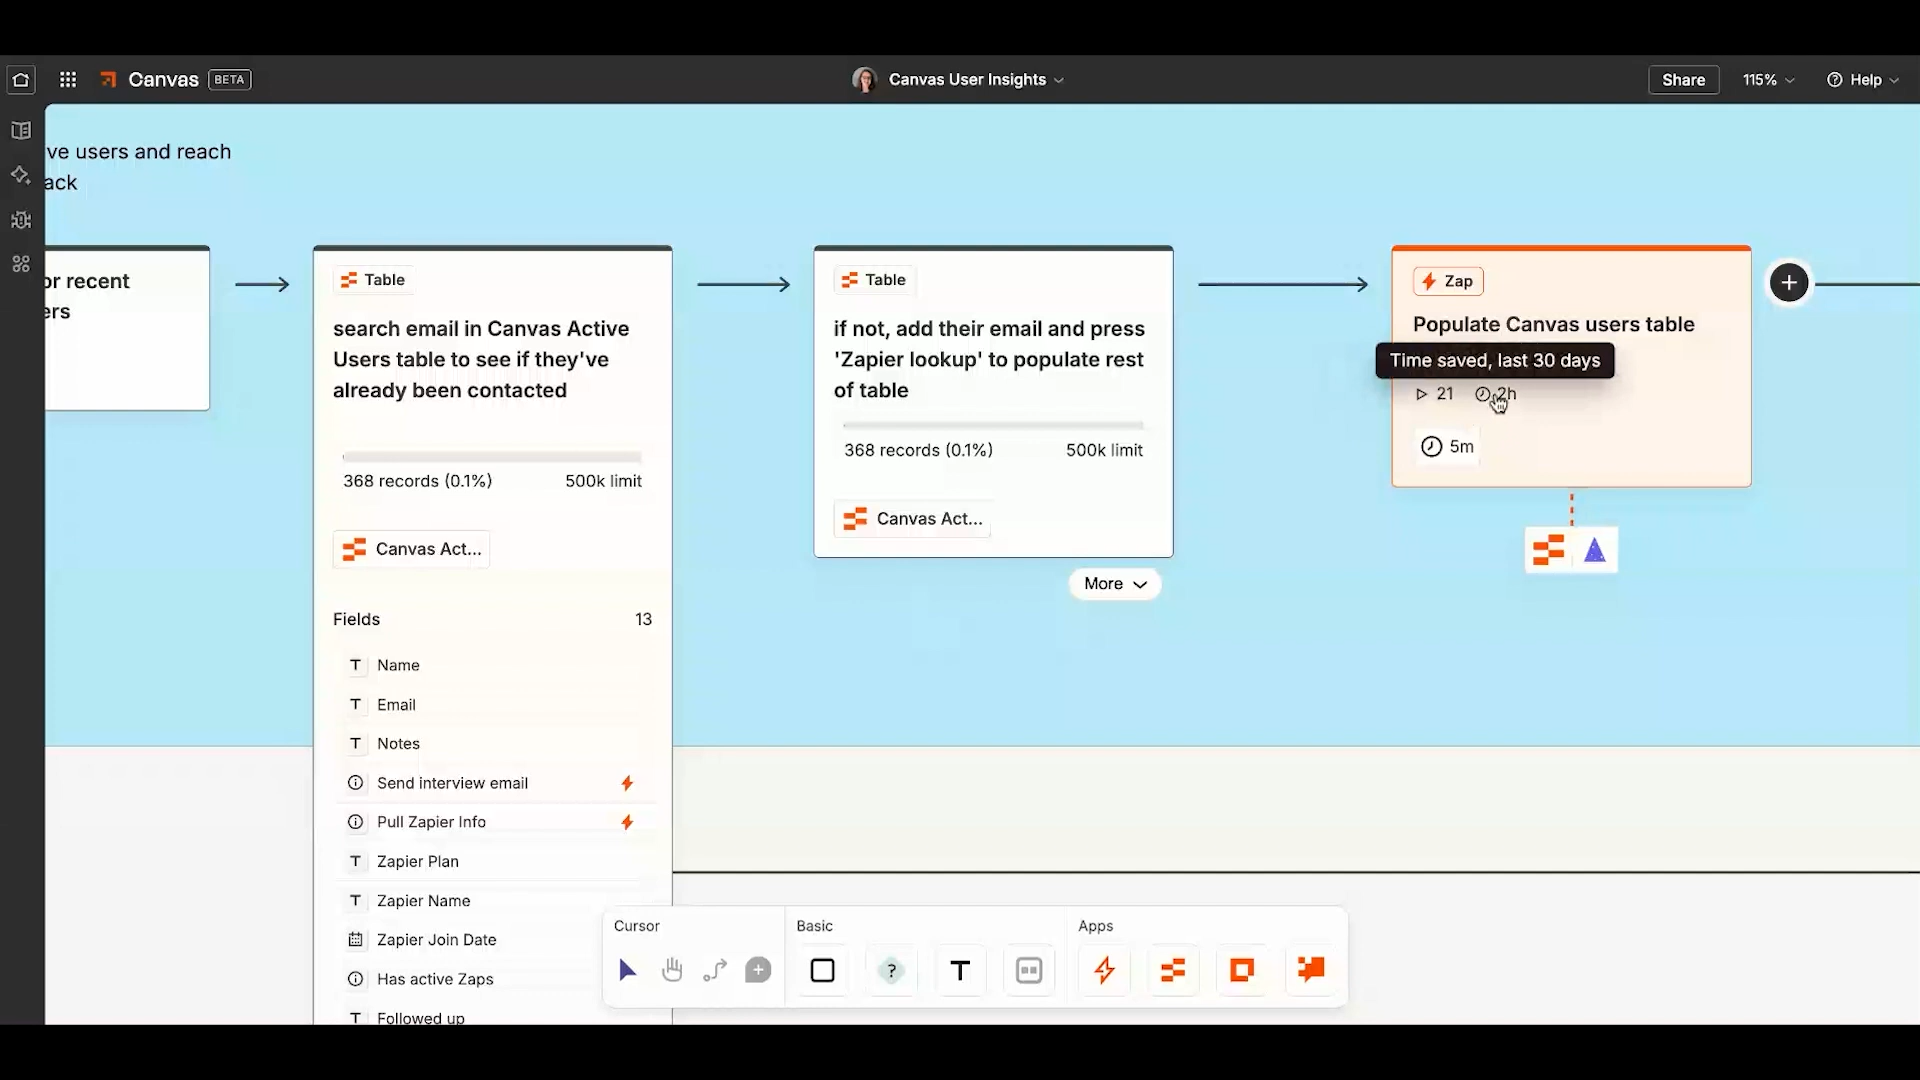 Canvas BETA
Canvas User Insights
Share
115%
Help
ve users and reach
ack
or recent
ers
Table
search email in Canvas Active
Users table to see if they've
already been contacted
368 records (0.1%) 500k limit
Canvas Act...
Fields 13
Name
Email
Notes
Send interview email
Pull Zapier Info
Zapier Plan
Zapier Name
Zapier Join Date
Has active Zaps
Followed up
Table
if not, add their email and press
'Zapier lookup' to populate rest
of table
368 records (0.1%) 500k limit
Canvas Act...
More
Zap
Populate Canvas users table
Time saved, last 30 days
21 2h
5m
Cursor
Basic
Apps